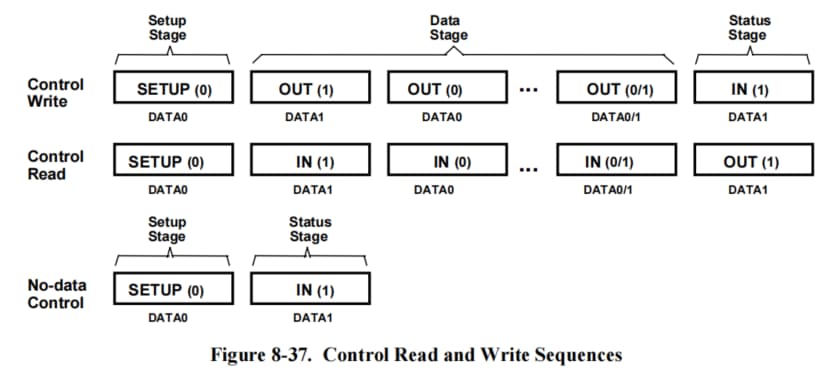 Setup
Stage
Data
Stage
Status
Stage
Control
Write
SETUP (0)
OUT (1)
OUT (0)
...
OUT (0/1)
IN (1)
DATA0
DATA1
DATA0
DATA0/1
DATA1
Control
Read
SETUP (0)
IN (1)
IN (0)
...
IN (0/1)
OUT (1)
DATA0
DATA1
DATA0
DATA0/1
DATA1
Setup
Stage
Status
Stage
No-data
Control
SETUP (0)
IN (1)
DATA0
DATA1
Figure 8-37. Control Read and Write Sequences